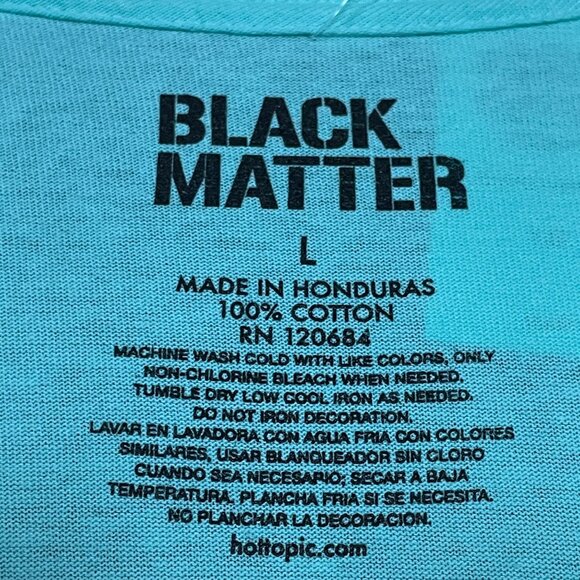 BLACK
MATTER
L
MADE IN HONDURAS
100% COTTON
RN 120684
MACHINE WASH COLD WITH LIKE COLORS, ONLY
NON-CHLORINE BLEACH WHEN NEEDED.
TUMBLE DRY LOW COOL IRON AS NEEDED.
DO NOT IRON DECORATION.
LAVAR EN LAVADORA CON AGUA FRIA CON COLORES
SIMILARES, USAR BLANQUEADOR SIN CLORO
CUANDO SEA NECESARIO; SECAR A BAJA
TEMPERATURA. PLANCHA FRIA SI SE NECESITA.
NO PLANCHAR LA DECORACION.
hottopic.com